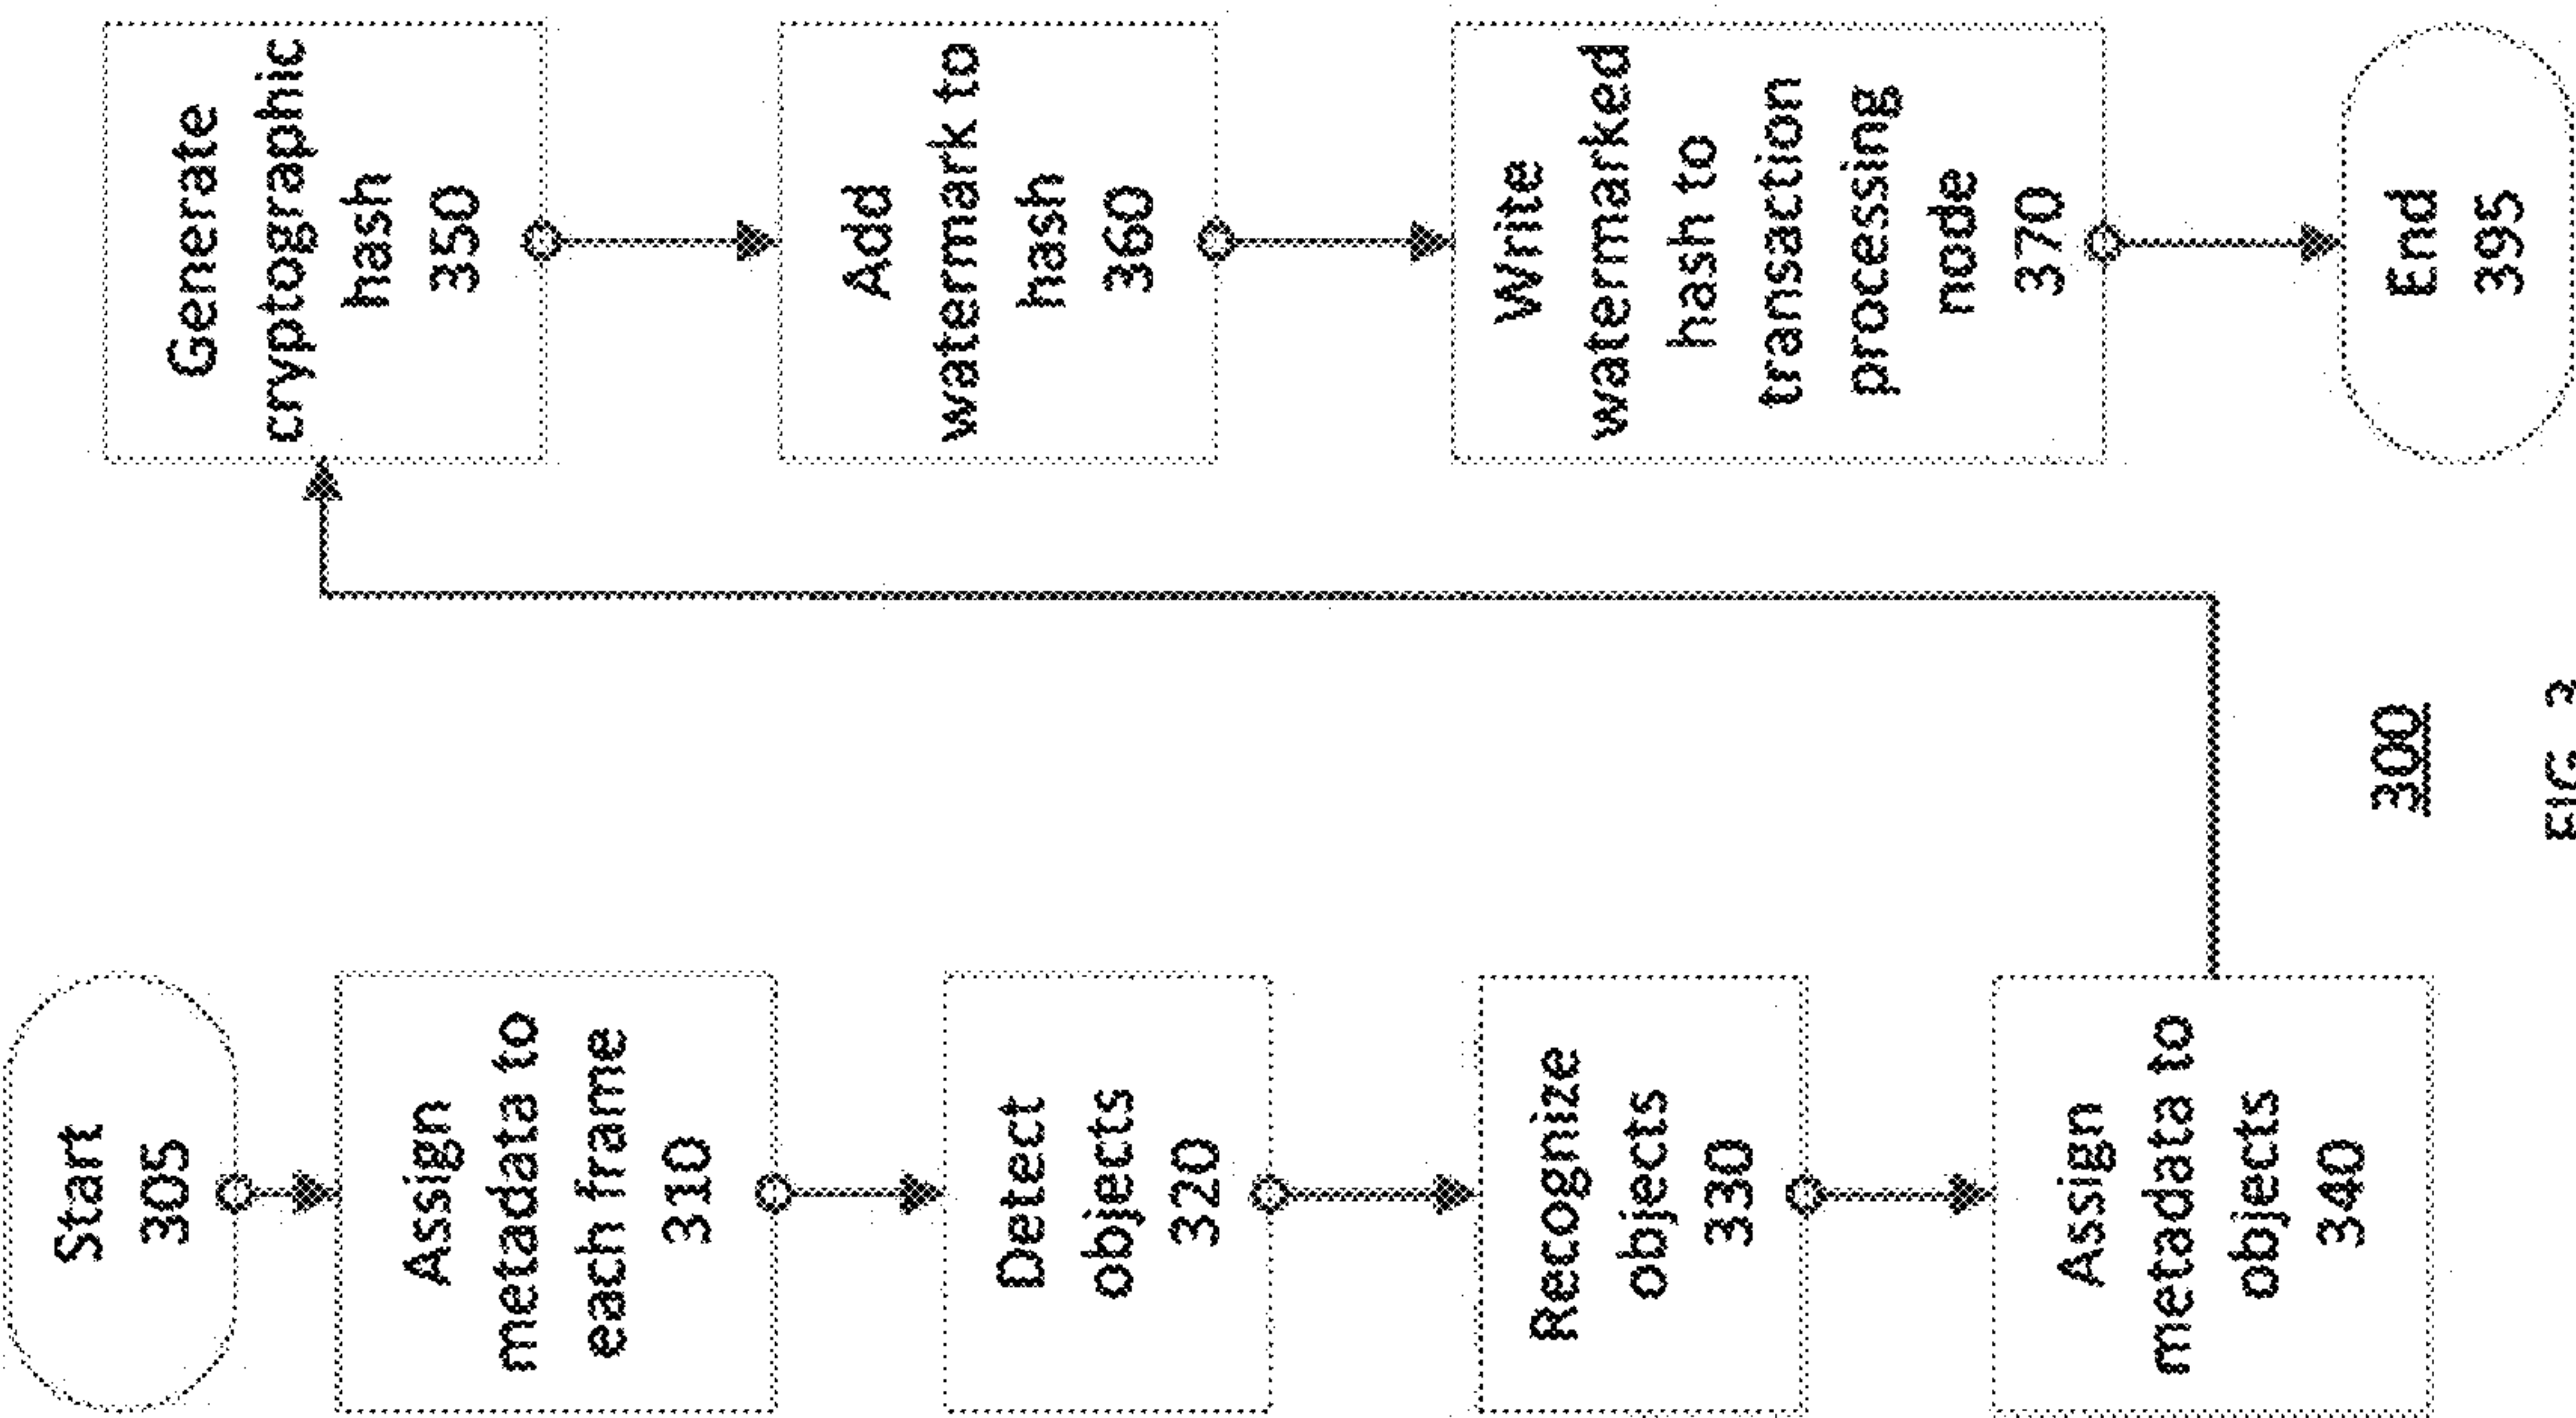 Start
305
Assign
metadata to
each frame
310
Detect
objects
320
Recognize
objects
330
Assign
metadata to
objects
340
Generate
cryptographic
hash
350
Add
watermark to
hash
360
Write
watermarked
hash to
transaction
processing
node
370
End
395
300
FIG. 3